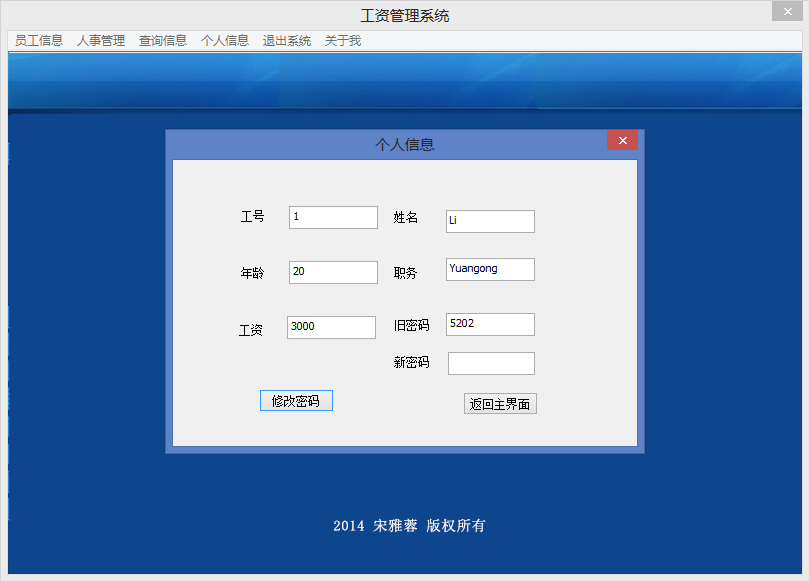 工资管理系统
员工信息 人事管理 查询信息 个人信息 退出系统 关于我
个人信息
工号 1 姓名 Li
年龄 20 职务 Yuangong
工资 3000 旧密码 5202
新密码
修改密码 返回主界面
2014 宋雅蓉 版权所有